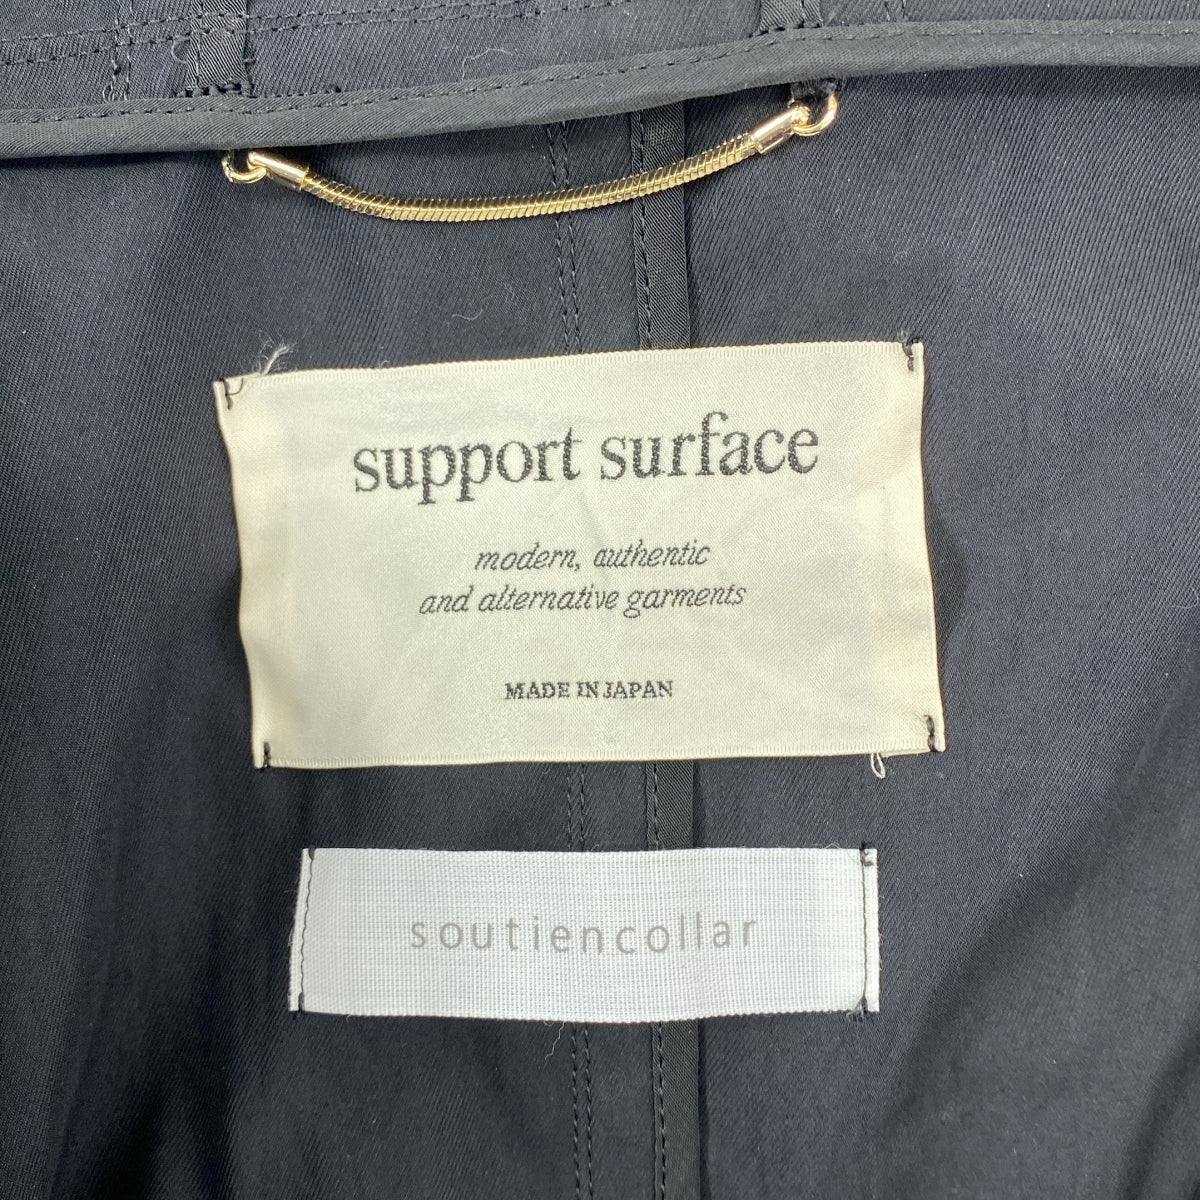 support surface
modern, authentic
and alternative garments
MADE IN JAPAN
soutiencollar